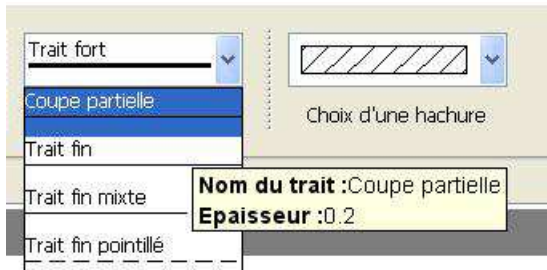 Trait fort
Coupe partielle
Choix d'une hachure
Trait fin
Nom du trait :Coupe partielle
Trait fin mixte
Epaisseur :0.2
Trait fin pointillé